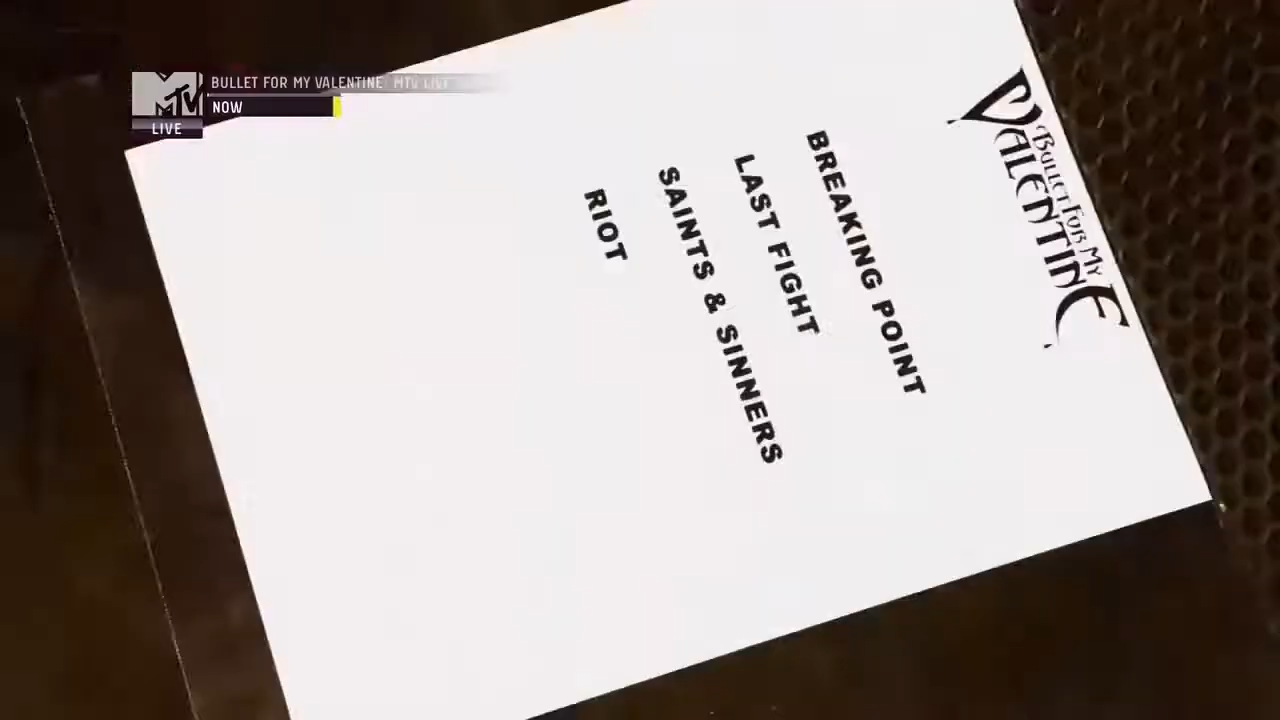 MTV
LIVE
BULLET FOR MY VALENTINE MTV LIVE
NOW
BULLET FOR MY
VALENTINE
BREAKING POINT
LAST FIGHT
SAINTS & SINNERS
RIOT